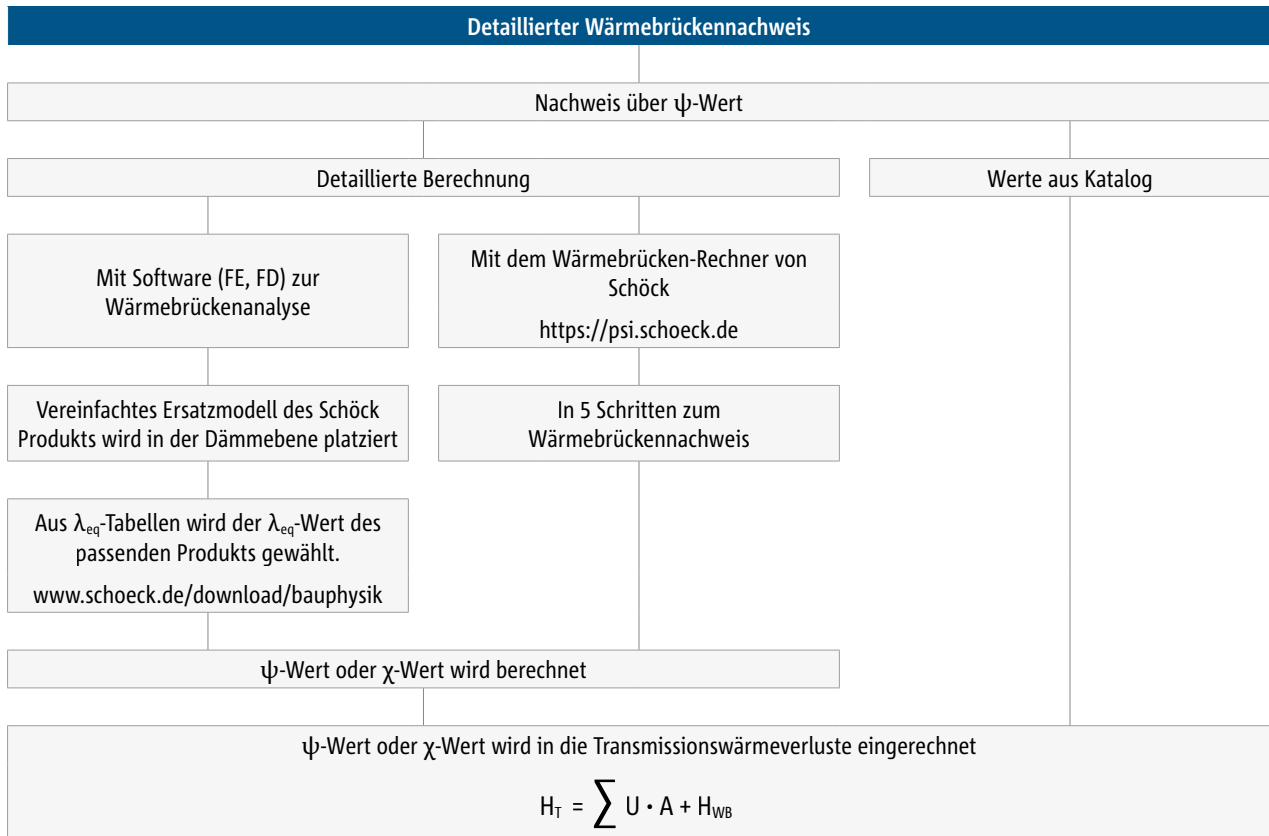 Detaillierter Wärmebrückennachweis
Nachweis über ψ-Wert
Detaillierte Berechnung
Werte aus Katalog
Mit Software (FE, FD) zur
Wärmebrückenanalyse
Mit dem Wärmebrücken-Rechner von
Schöck
https://psi.schoeck.de
Vereinfachtes Ersatzmodell des Schöck
Produkts wird in der Dämmebene platziert
In 5 Schritten zum
Wärmebrückennachweis
Aus λeq-Tabellen wird der λeq-Wert des
passenden Produkts gewählt.
www.schoeck.de/download/bauphysik
ψ-Wert oder χ-Wert wird berechnet
ψ-Wert oder χ-Wert wird in die Transmissionswärmeverluste eingerechnet
HT = ∑ U · A + HWB